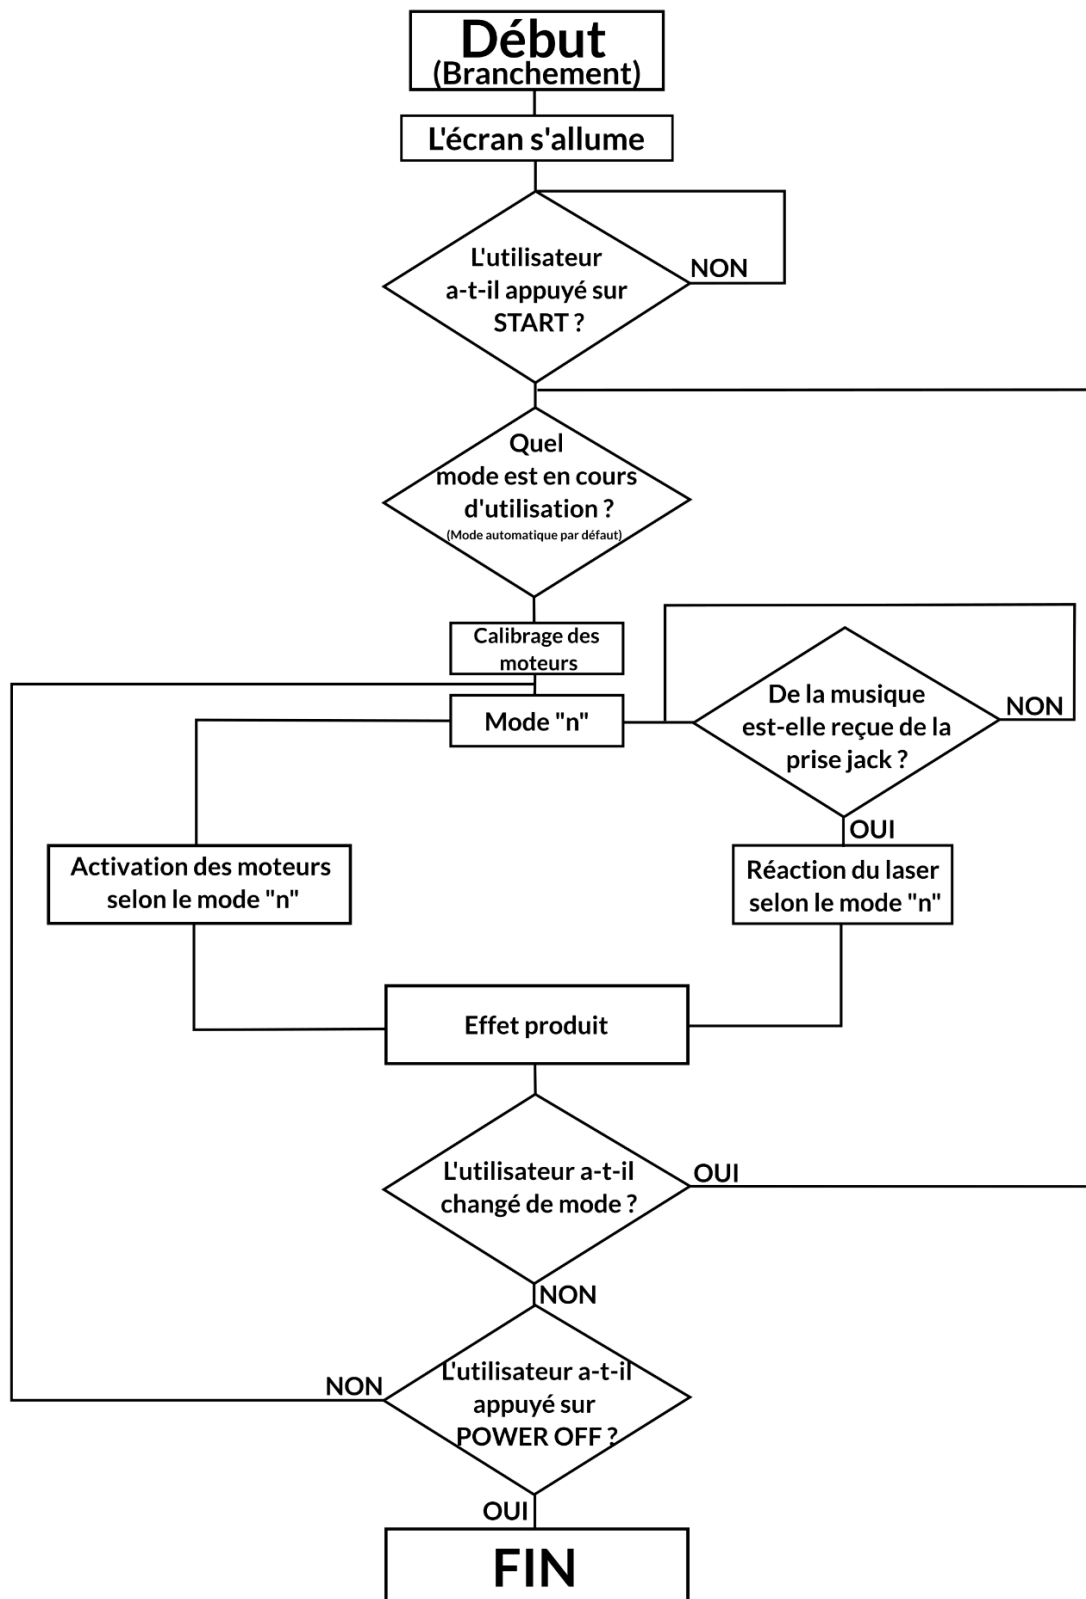 Début
(Branchement)
L'écran s'allume
L'utilisateur
a-t-il appuyé sur
START ?
NON
Quel
mode est en cours
d'utilisation ?
(Mode automatique par défaut)
Calibrage des
moteurs
Mode "n"
De la musique
est-elle reçue de la
prise jack ?
NON
OUI
Activation des moteurs
selon le mode "n"
Réaction du laser
selon le mode "n"
Effet produit
L'utilisateur a-t-il
changé de mode ?
OUI
NON
L'utilisateur a-t-il
appuyé sur
POWER OFF ?
NON
OUI
FIN